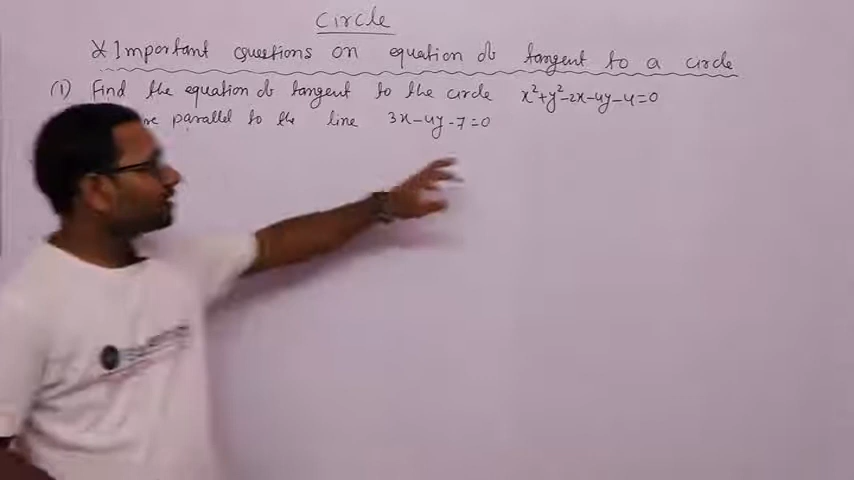 Circle
* Important questions on equation of tangent to a circle
(1) Find the equation of tangent to the circle x²+y²-2x-4y-4=0
parallel to the line 3x-4y-7=0